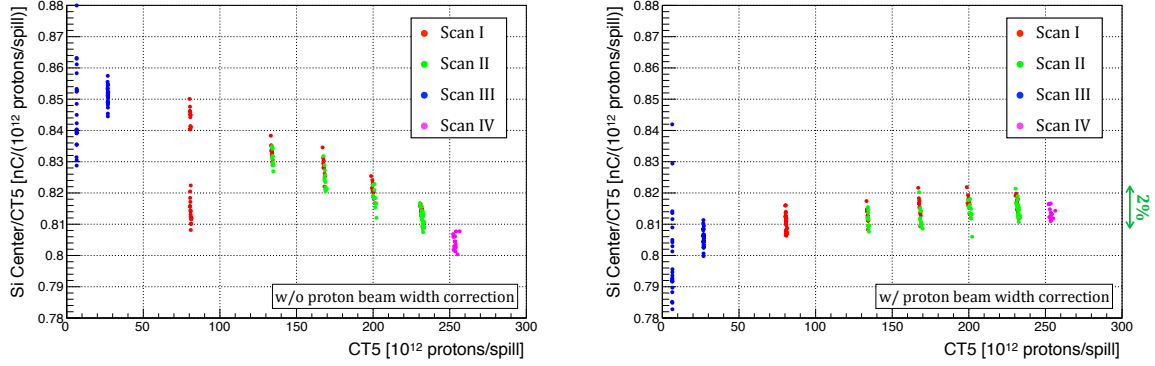 Si Center/CT5 [nC/(10¹² protons/spill)]
0.88
0.87
0.86
0.85
0.84
0.83
0.82
0.81
0.8
0.79
0.78
Scan I
Scan II
Scan III
Scan IV
w/o proton beam width correction
0 50 100 150 200 250 300
CT5 [10¹² protons/spill]
Si Center/CT5 [nC/(10¹² protons/spill)]
0.88
0.87
0.86
0.85
0.84
0.83
0.82
0.81
0.8
0.79
0.78
Scan I
Scan II
Scan III
Scan IV
2%
w/ proton beam width correction
0 50 100 150 200 250 300
CT5 [10¹² protons/spill]